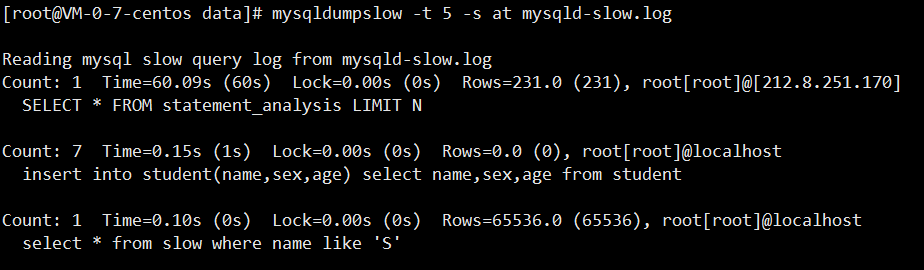 [root@VM-0-7-centos data]# mysqldumpslow -t 5 -s at mysqld-slow.log
Reading mysql slow query log from mysqld-slow.log
Count: 1  Time=60.09s (60s)  Lock=0.00s (0s)  Rows=231.0 (231), root[root]@[212.8.251.170]
  SELECT * FROM statement_analysis LIMIT N
Count: 7  Time=0.15s (1s)  Lock=0.00s (0s)  Rows=0.0 (0), root[root]@localhost
  insert into student(name,sex,age) select name,sex,age from student
Count: 1  Time=0.10s (0s)  Lock=0.00s (0s)  Rows=65536.0 (65536), root[root]@localhost
  select * from slow where name like 'S'